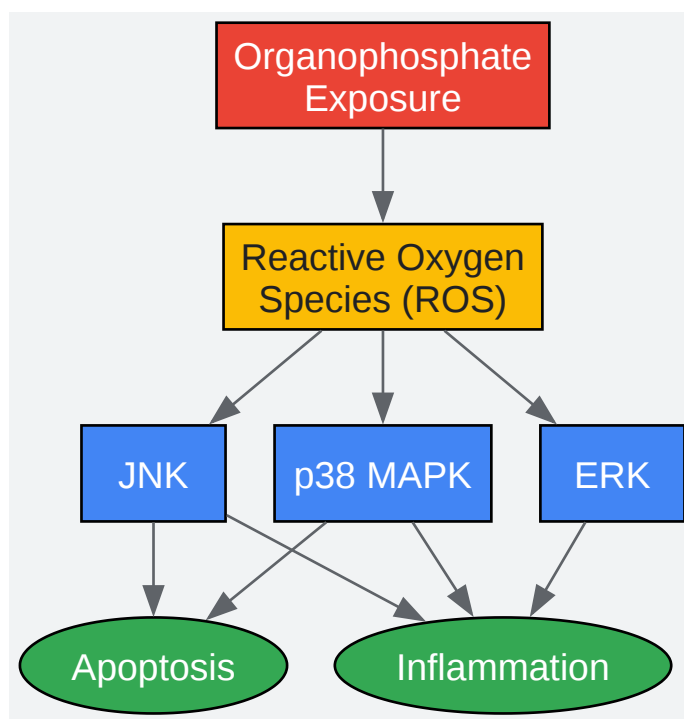 Organophosphate
Exposure
Reactive Oxygen
Species (ROS)
JNK
p38 MAPK
ERK
Apoptosis
Inflammation